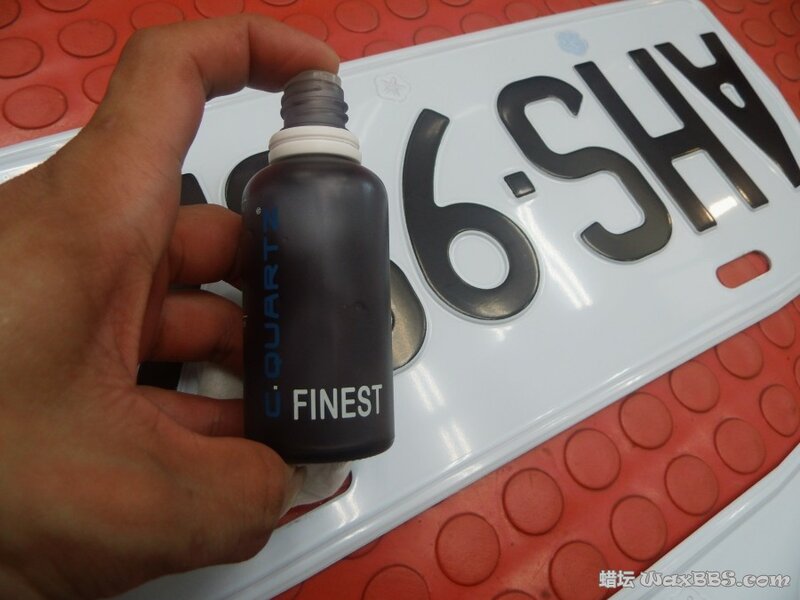 C.QUARTZ®
FINEST
AHS·9
蜡坛 WaxBBS.com